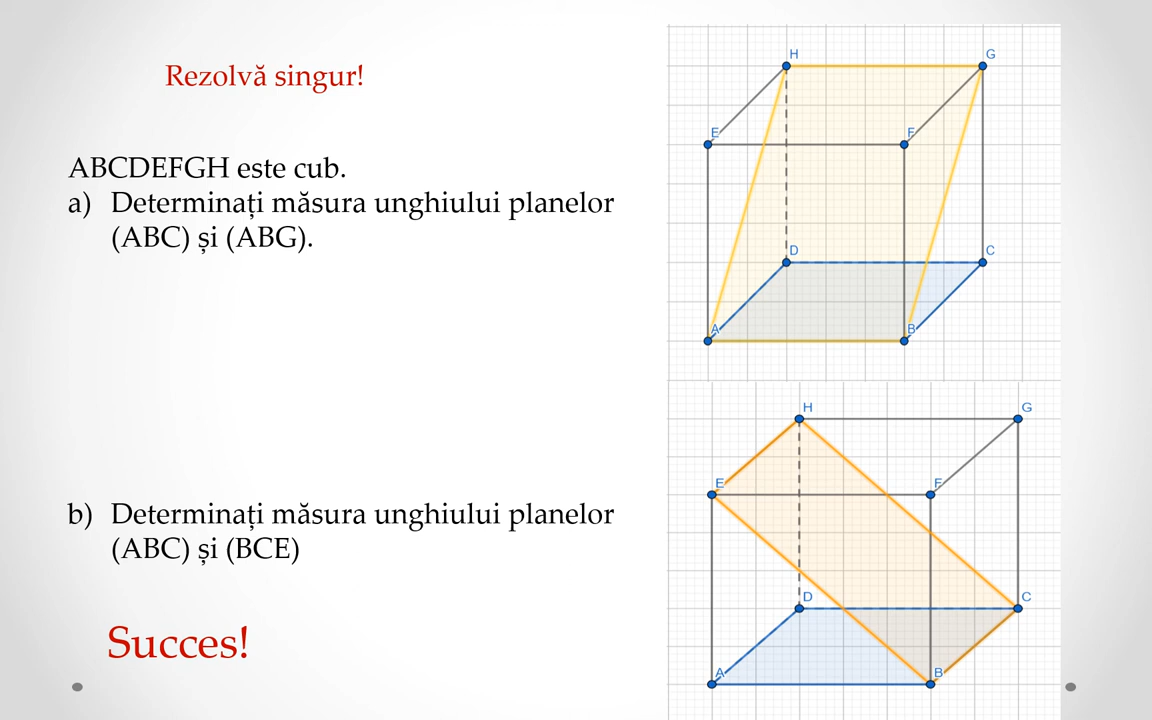 Rezolvă singur!
ABCDEFGH este cub.
a) Determinați măsura unghiului planelor
(ABC) și (ABG).
b) Determinați măsura unghiului planelor
(ABC) și (BCE)
Succes!
H G
E F
D C
A B
H G
E F
D C
A B